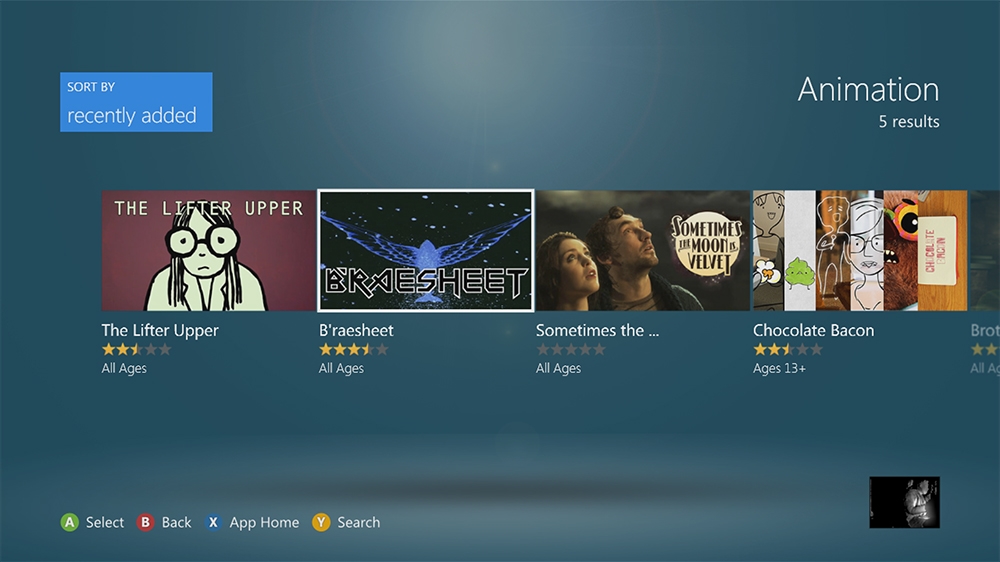 SORT BY
recently added
Animation
5 results
THE LIFTER UPPER
B'RAESHEET
SOMETIMES
THE MOON IS
VELVET
CHOCOLATE
BACON
The Lifter Upper
B'raesheet
Sometimes the ...
Chocolate Bacon
Brot
All Ages
All Ages
All Ages
Ages 13+
All Ag
A Select B Back X App Home Y Search